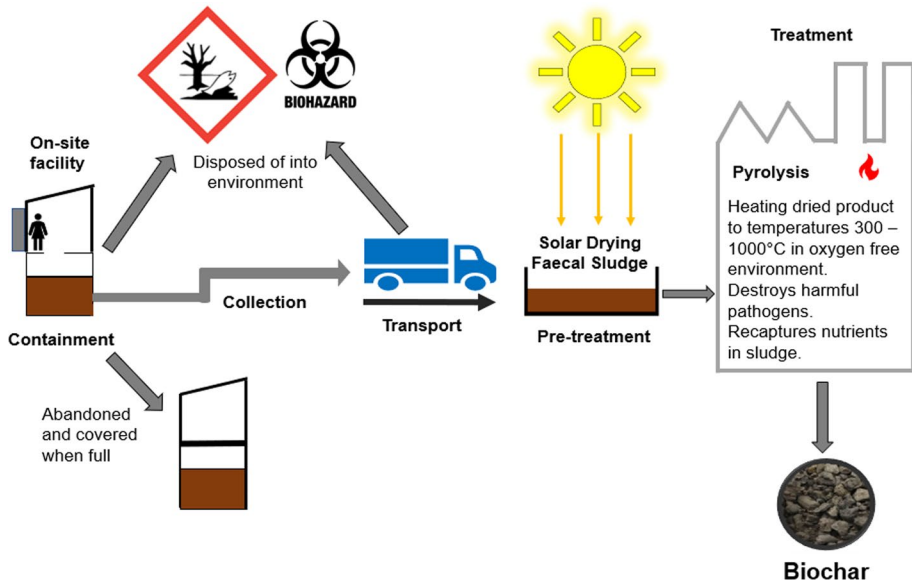 Treatment
BIOHAZARD
On-site
facility
Disposed of into
environment
Pyrolysis
Heating dried product
to temperatures 300 –
1000°C in oxygen free
environment.
Destroys harmful
pathogens.
Recaptures nutrients
in sludge.
Solar Drying
Faecal Sludge
Collection
Transport
Pre-treatment
Containment
Abandoned
and covered
when full
Biochar